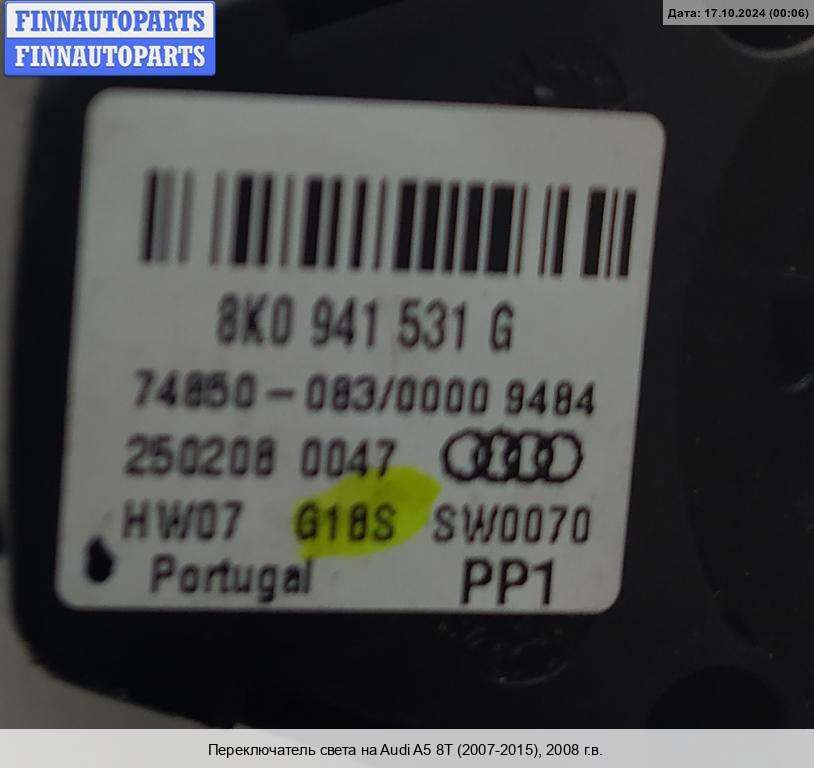 FINNAUTOPARTS
FINNAUTOPARTS
Дата: 17.10.2024 (00:06)
8K0 941 531 G
74850-083/0000 9484
250208 0047
HW07 G18S SW0070
Portugal PP1
Переключатель света на Audi A5 8T (2007-2015), 2008 г.в.